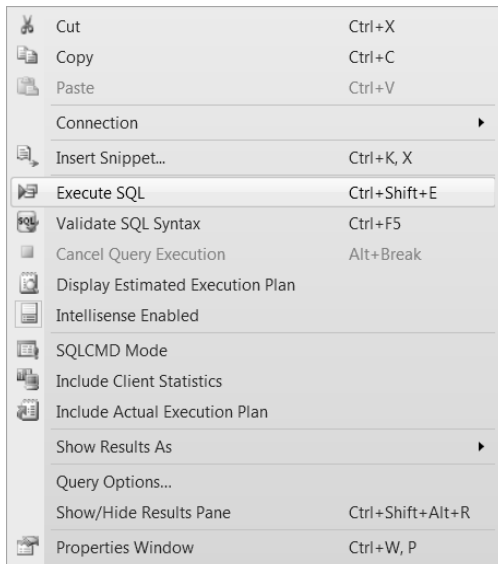 Cut Ctrl+X
Copy Ctrl+C
Paste Ctrl+V
Connection
Insert Snippet... Ctrl+K, X
Execute SQL Ctrl+Shift+E
SQL Validate SQL Syntax Ctrl+F5
Cancel Query Execution Alt+Break
Display Estimated Execution Plan
Intellisense Enabled
SQLCMD Mode
Include Client Statistics
Include Actual Execution Plan
Show Results As
Query Options...
Show/Hide Results Pane Ctrl+Shift+Alt+R
Properties Window Ctrl+W, P